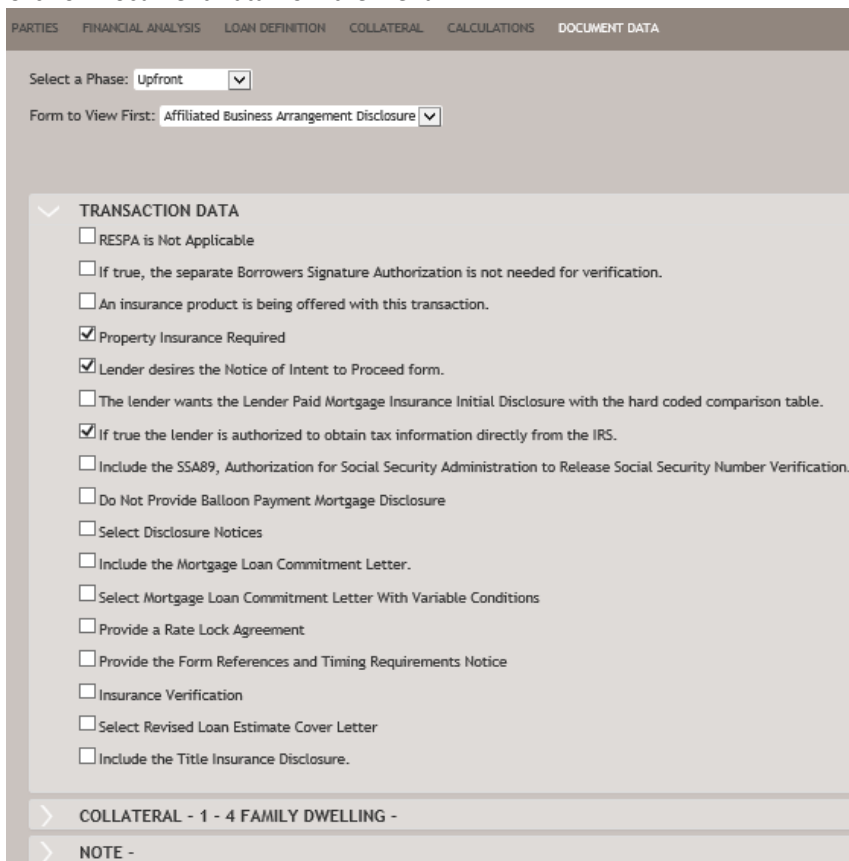 PARTIES FINANCIAL ANALYSIS LOAN DEFINITION COLLATERAL CALCULATIONS DOCUMENT DATA
Select a Phase: Upfront
Form to View First: Affiliated Business Arrangement Disclosure
TRANSACTION DATA
RESPA is Not Applicable
If true, the separate Borrowers Signature Authorization is not needed for verification.
An insurance product is being offered with this transaction.
Property Insurance Required
Lender desires the Notice of Intent to Proceed form.
The lender wants the Lender Paid Mortgage Insurance Initial Disclosure with the hard coded comparison table.
If true the lender is authorized to obtain tax information directly from the IRS.
Include the SSA89, Authorization for Social Security Administration to Release Social Security Number Verification.
Do Not Provide Balloon Payment Mortgage Disclosure
Select Disclosure Notices
Include the Mortgage Loan Commitment Letter.
Select Mortgage Loan Commitment Letter With Variable Conditions
Provide a Rate Lock Agreement
Provide the Form References and Timing Requirements Notice
Insurance Verification
Select Revised Loan Estimate Cover Letter
Include the Title Insurance Disclosure.
COLLATERAL - 1 - 4 FAMILY DWELLING -
NOTE -